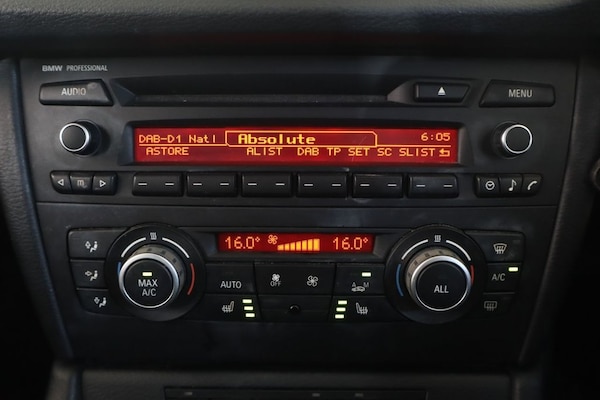 BMW PROFESSIONAL
AUDIO
MENU
DAB-D1 Natl Absolute 6:05
ASTORE ALIST DAB TP SET SC SLIST
m
16.0° 16.0°
MAX A/C
AUTO
OFF
A M
ALL
A/C